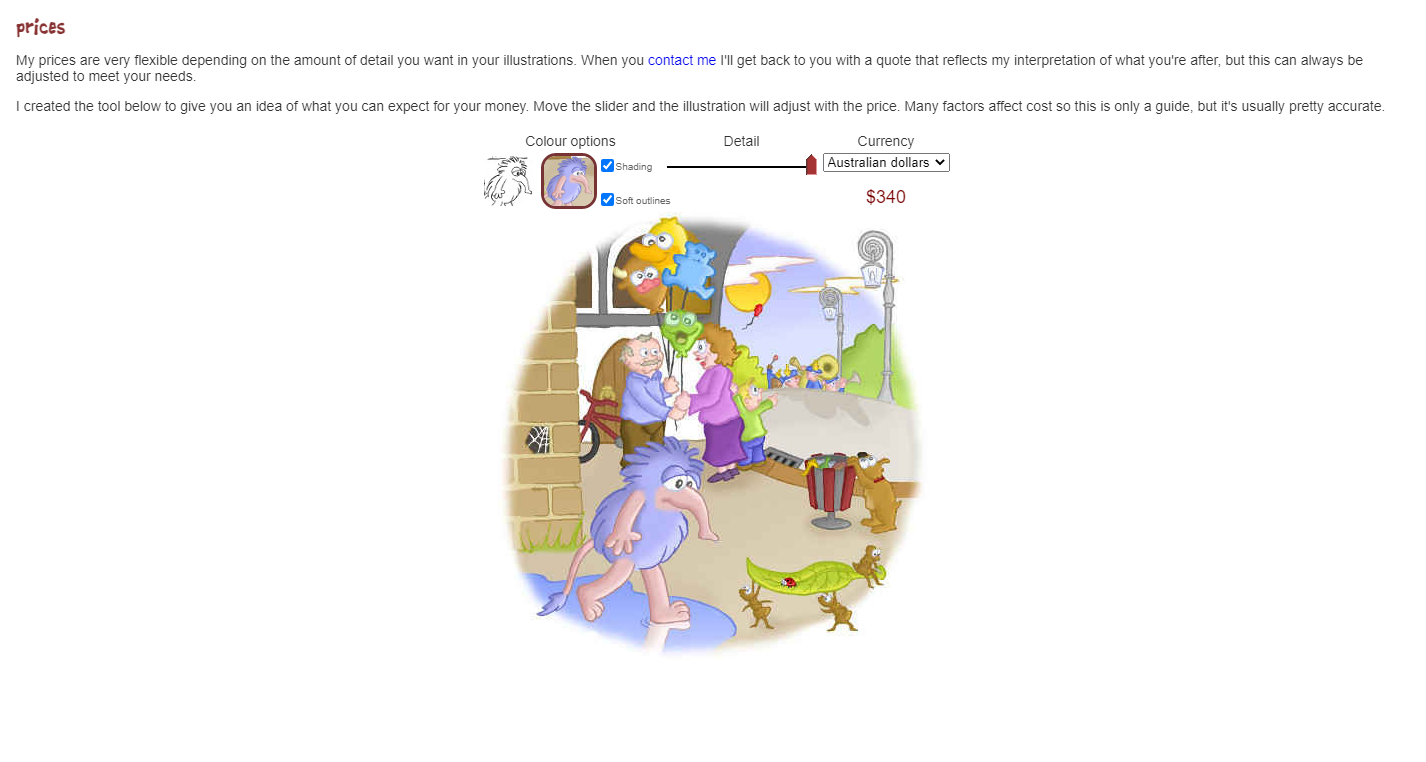 prices
My prices are very flexible depending on the amount of detail you want in your illustrations. When you contact me I'll get back to you with a quote that reflects my interpretation of what you're after, but this can always be
adjusted to meet your needs.
I created the tool below to give you an idea of what you can expect for your money. Move the slider and the illustration will adjust with the price. Many factors affect cost so this is only a guide, but it's usually pretty accurate.
Colour options Detail Currency
Shading Australian dollars
Soft outlines $340